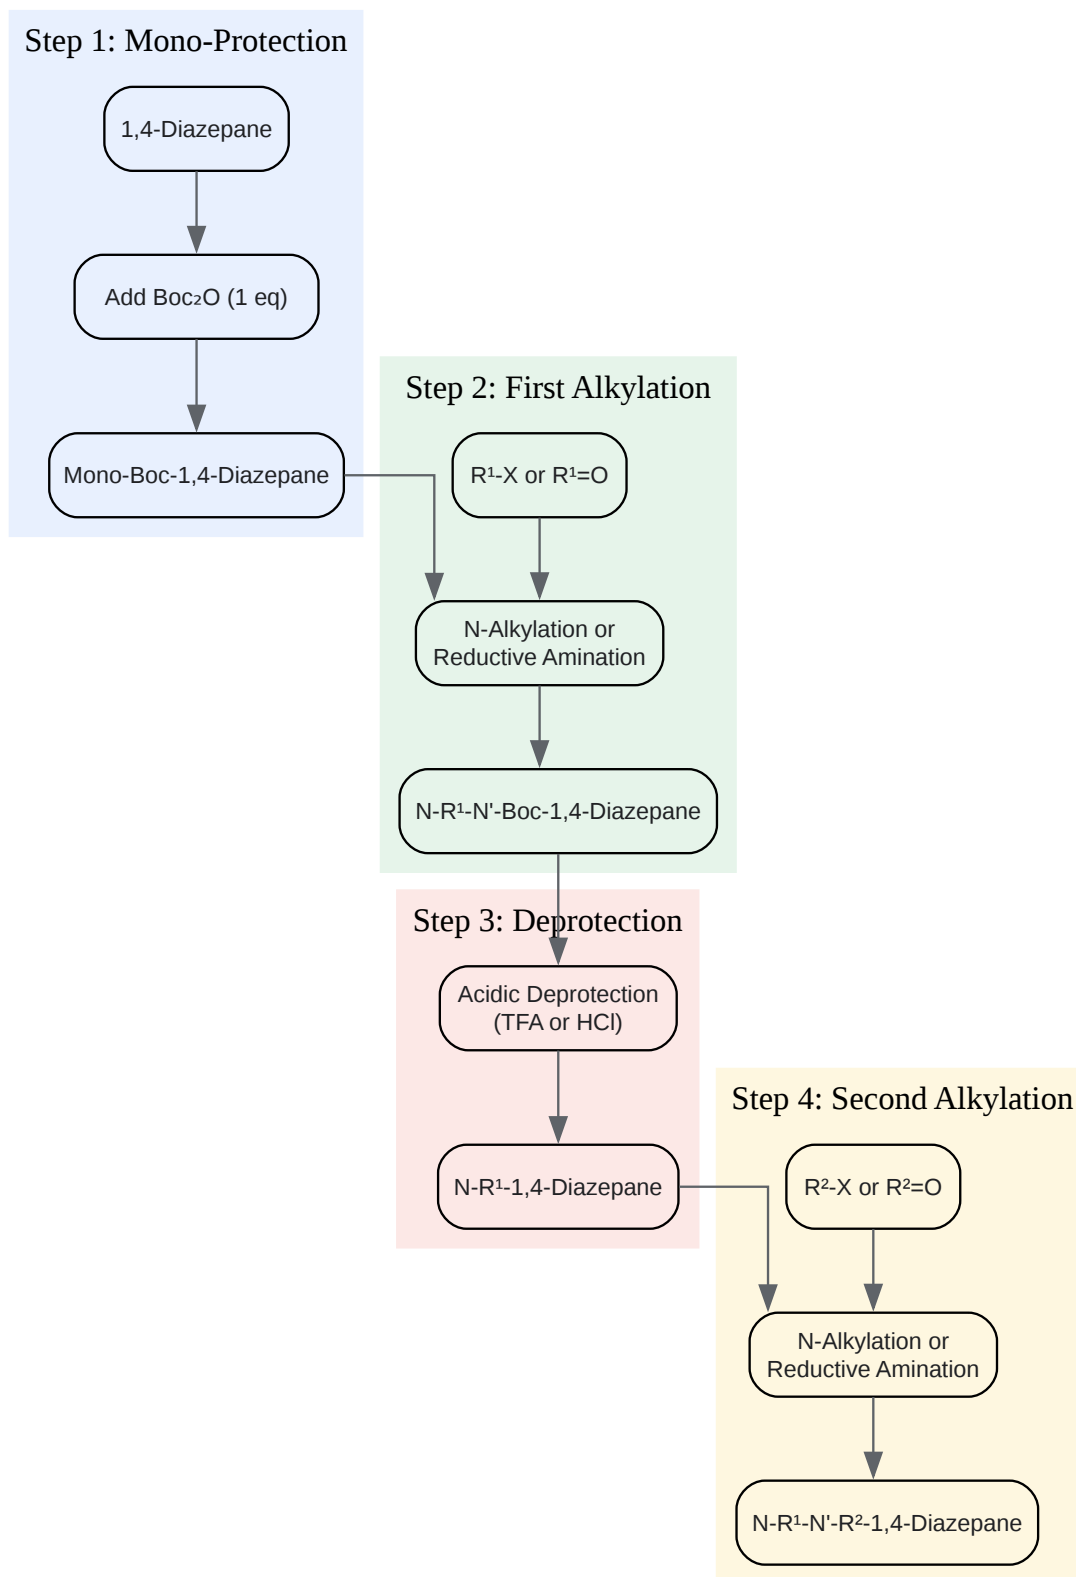 Step 1: Mono-Protection
1,4-Diazepane
Add Boc₂O (1 eq)
Mono-Boc-1,4-Diazepane
Step 2: First Alkylation
R¹-X or R¹=O
N-Alkylation or
Reductive Amination
N-R¹-N'-Boc-1,4-Diazepane
Step 3: Deprotection
Acidic Deprotection
(TFA or HCl)
N-R¹-1,4-Diazepane
Step 4: Second Alkylation
R²-X or R²=O
N-Alkylation or
Reductive Amination
N-R¹-N'-R²-1,4-Diazepane